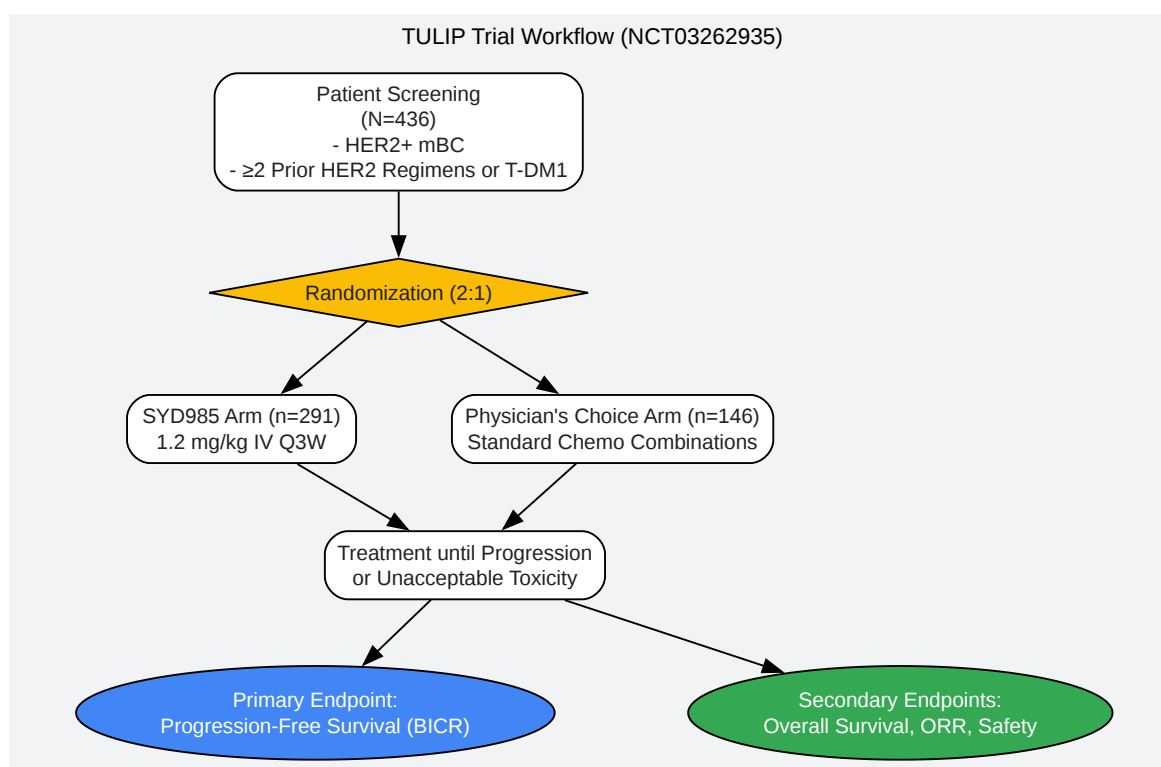 TULIP Trial Workflow (NCT03262935)
Patient Screening
(N=436)
- HER2+ mBC
- ≥2 Prior HER2 Regimens or T-DM1
Randomization (2:1)
SYD985 Arm (n=291)
1.2 mg/kg IV Q3W
Physician's Choice Arm (n=146)
Standard Chemo Combinations
Treatment until Progression
or Unacceptable Toxicity
Primary Endpoint:
Progression-Free Survival (BICR)
Secondary Endpoints:
Overall Survival, ORR, Safety